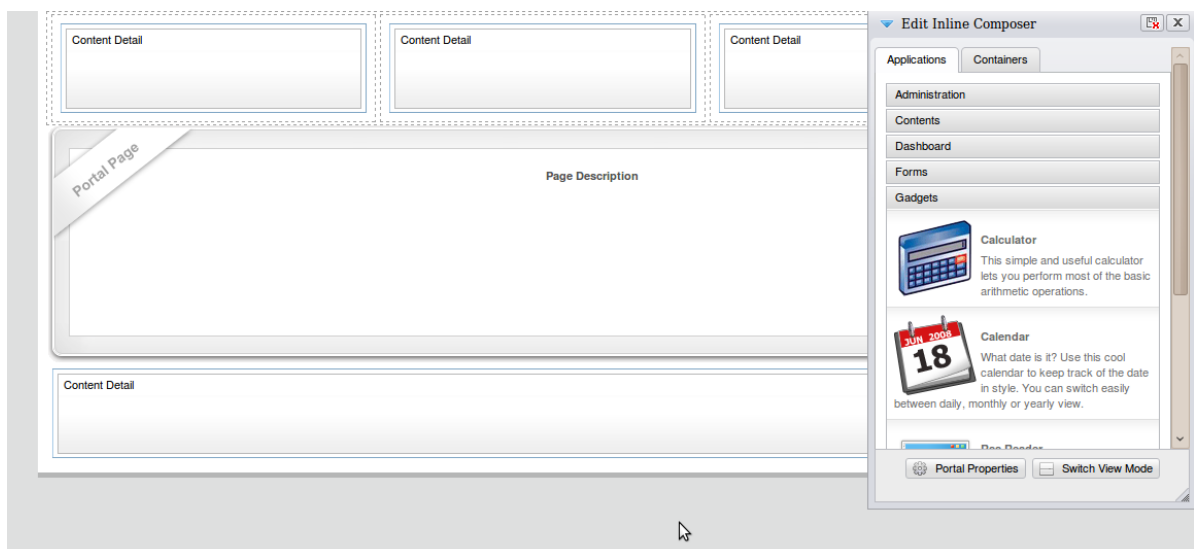 Content Detail
Content Detail
Content Detail
Portal Page
Page Description
Content Detail
Edit Inline Composer
Applications
Containers
Administration
Contents
Dashboard
Forms
Gadgets
Calculator
This simple and useful calculator
lets you perform most of the basic
arithmetic operations.
JUN 2008
18
Calendar
What date is it? Use this cool
calendar to keep track of the date
in style. You can switch easily
between daily, monthly or yearly view.
Portal Properties
Switch View Mode